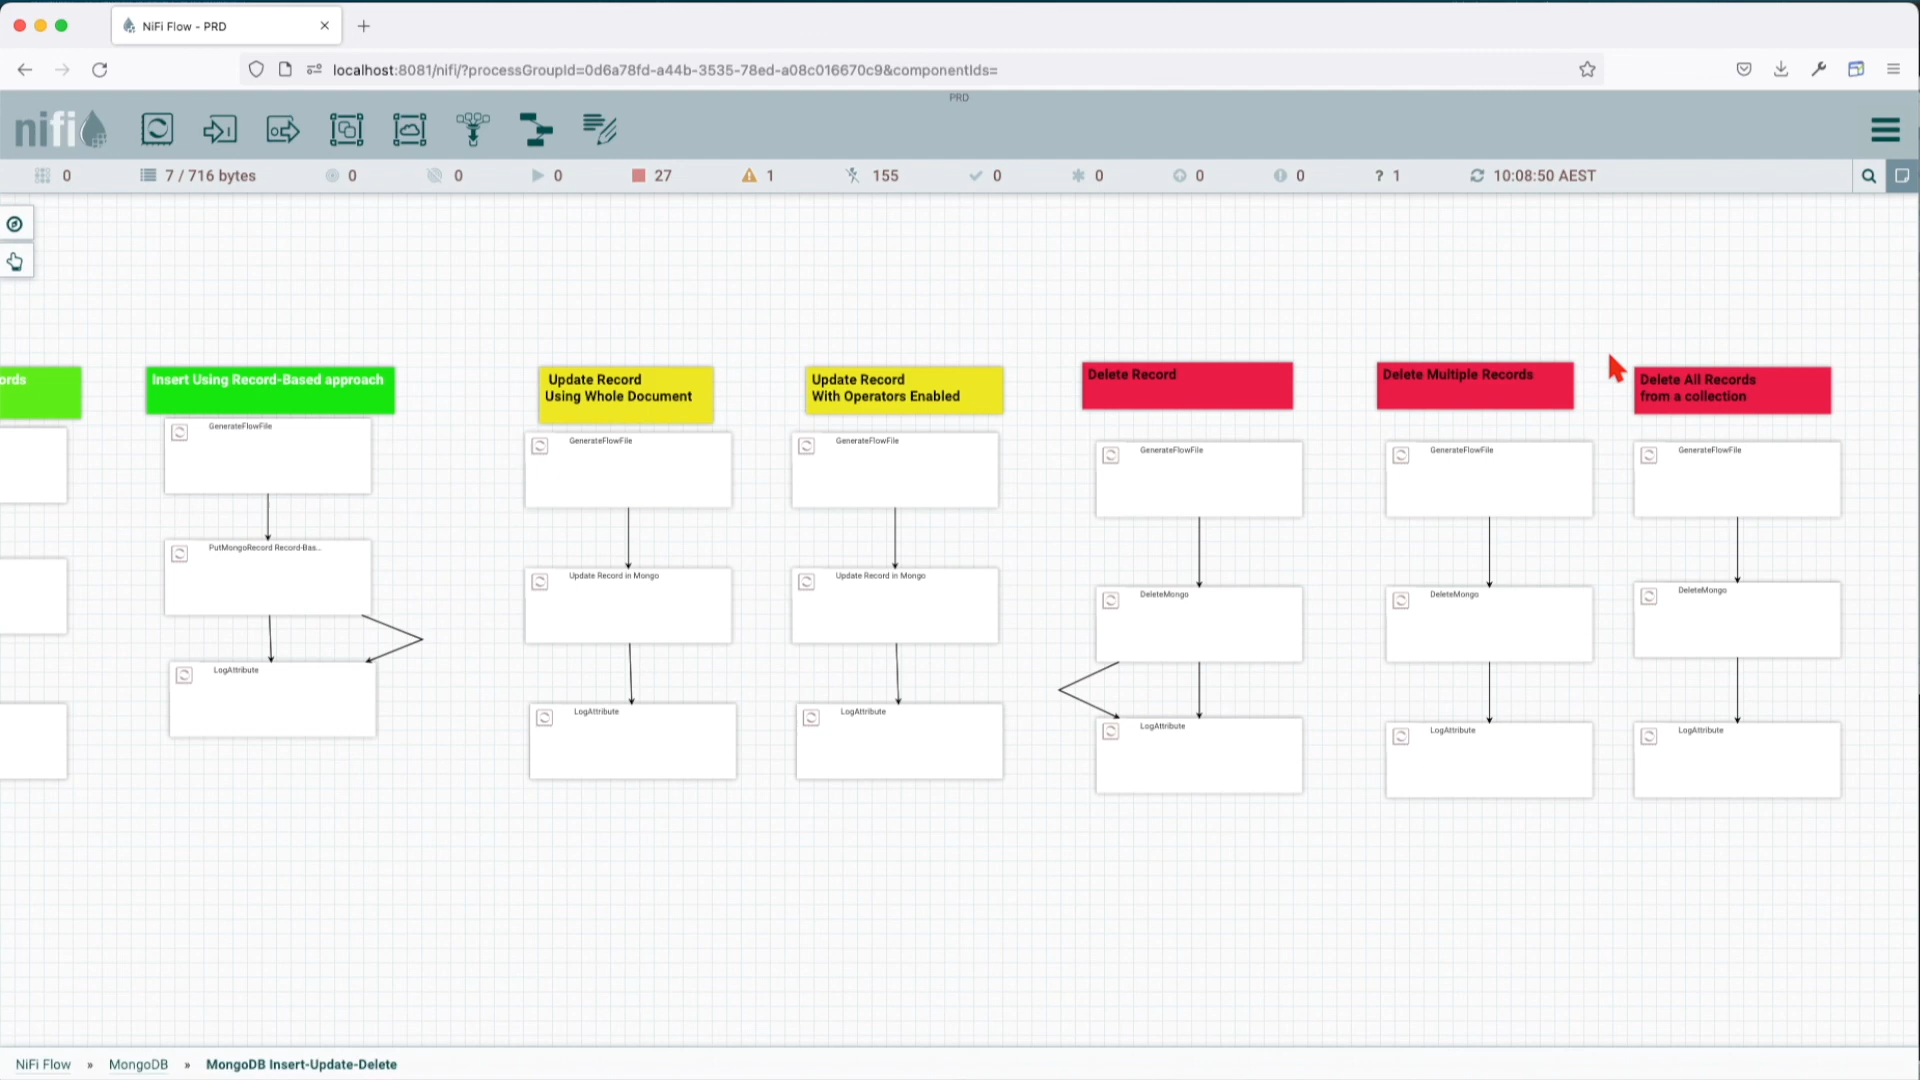 NiFi Flow - PRD
localhost:8081/nifi/?processGroupId=0d6a78fd-a44b-3535-78ed-a08c016670c9&componentIds=
PRD
nifi
0
7 / 716 bytes
0
0
0
27
1
155
0
0
0
0
? 1
10:08:50 AEST
ords
Insert Using Record-Based approach
Update Record
Using Whole Document
Update Record
With Operators Enabled
Delete Record
Delete Multiple Records
Delete All Records
from a collection
GenerateFlowFile
GenerateFlowFile
GenerateFlowFile
GenerateFlowFile
GenerateFlowFile
GenerateFlowFile
PutMongoRecord Record-Bas...
Update Record in Mongo
Update Record in Mongo
DeleteMongo
DeleteMongo
DeleteMongo
LogAttribute
LogAttribute
LogAttribute
LogAttribute
LogAttribute
LogAttribute
NiFi Flow » MongoDB » MongoDB Insert-Update-Delete